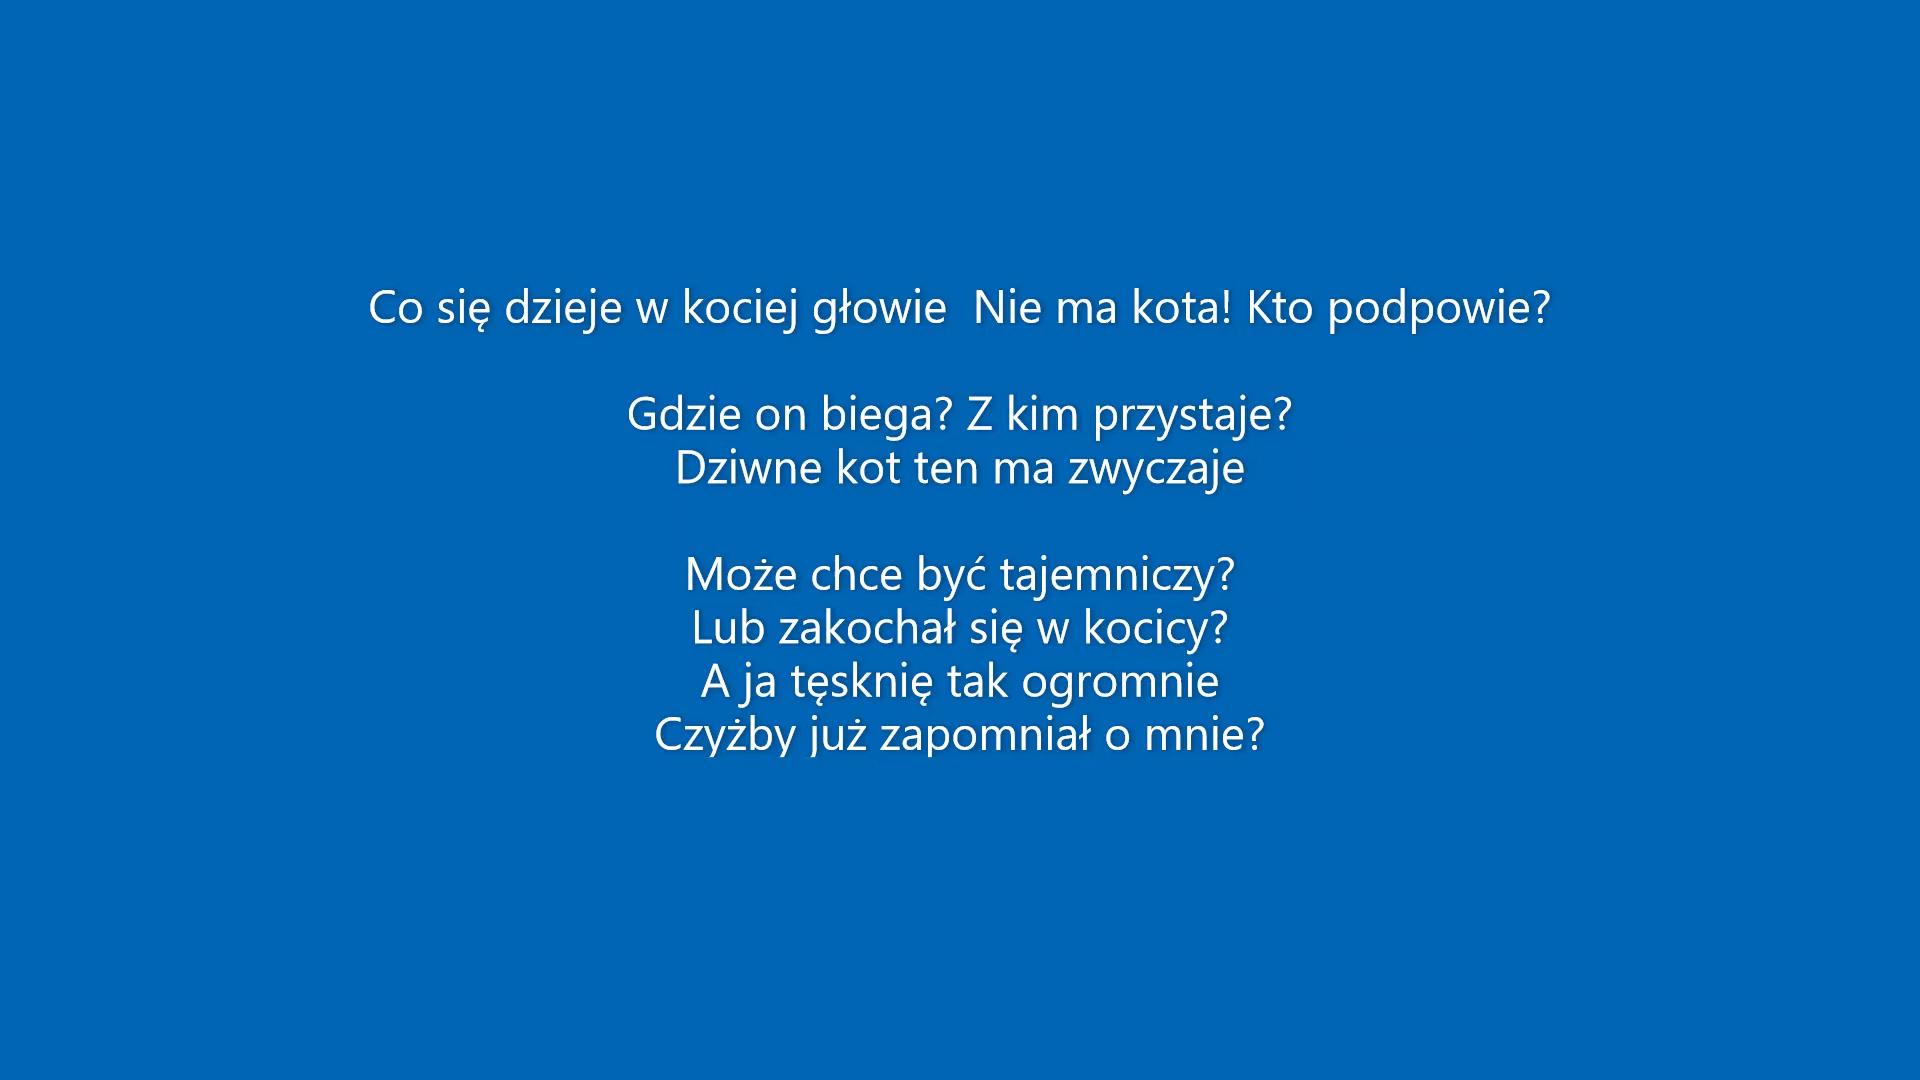 Co się dzieje w kociej głowie  Nie ma kota! Kto podpowie?
Gdzie on biega? Z kim przystaje?
Dziwne kot ten ma zwyczaje
Może chce być tajemniczy?
Lub zakochał się w kocicy?
A ja tęsknię tak ogromnie
Czyżby już zapomniał o mnie?